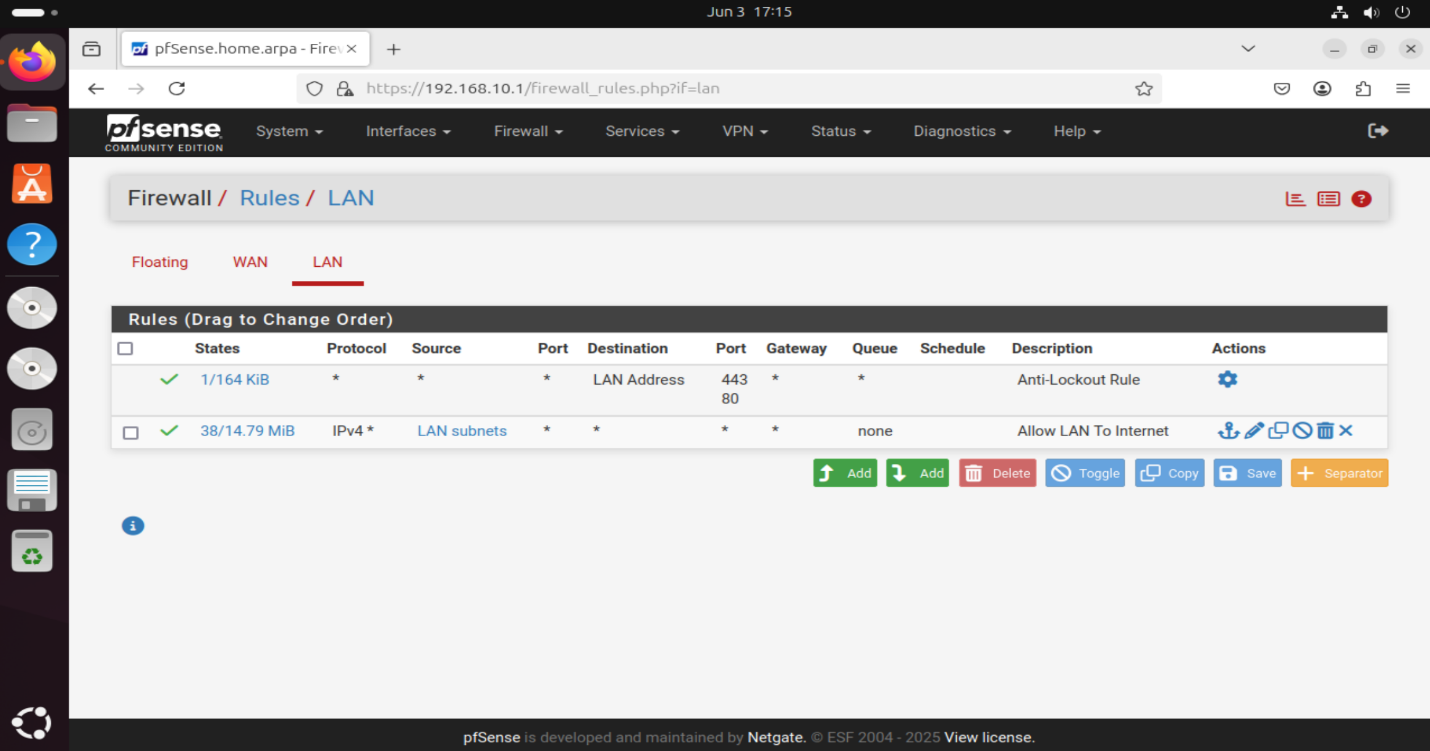 Jun 3 17:15
pfSense.home.arpa - Firew
https://192.168.10.1/firewall_rules.php?if=lan
pfsense
COMMUNITY EDITION
System Interfaces Firewall Services VPN Status Diagnostics Help
Firewall / Rules / LAN
Floating WAN LAN
Rules (Drag to Change Order)
States Protocol Source Port Destination Port Gateway Queue Schedule Description Actions
1/164 KiB * * * LAN Address 443 * * Anti-Lockout Rule
80
38/14.79 MiB IPv4 * LAN subnets * * * * none Allow LAN To Internet
Add Add Delete Toggle Copy Save Separator
pfSense is developed and maintained by Netgate. © ESF 2004 - 2025 View license.